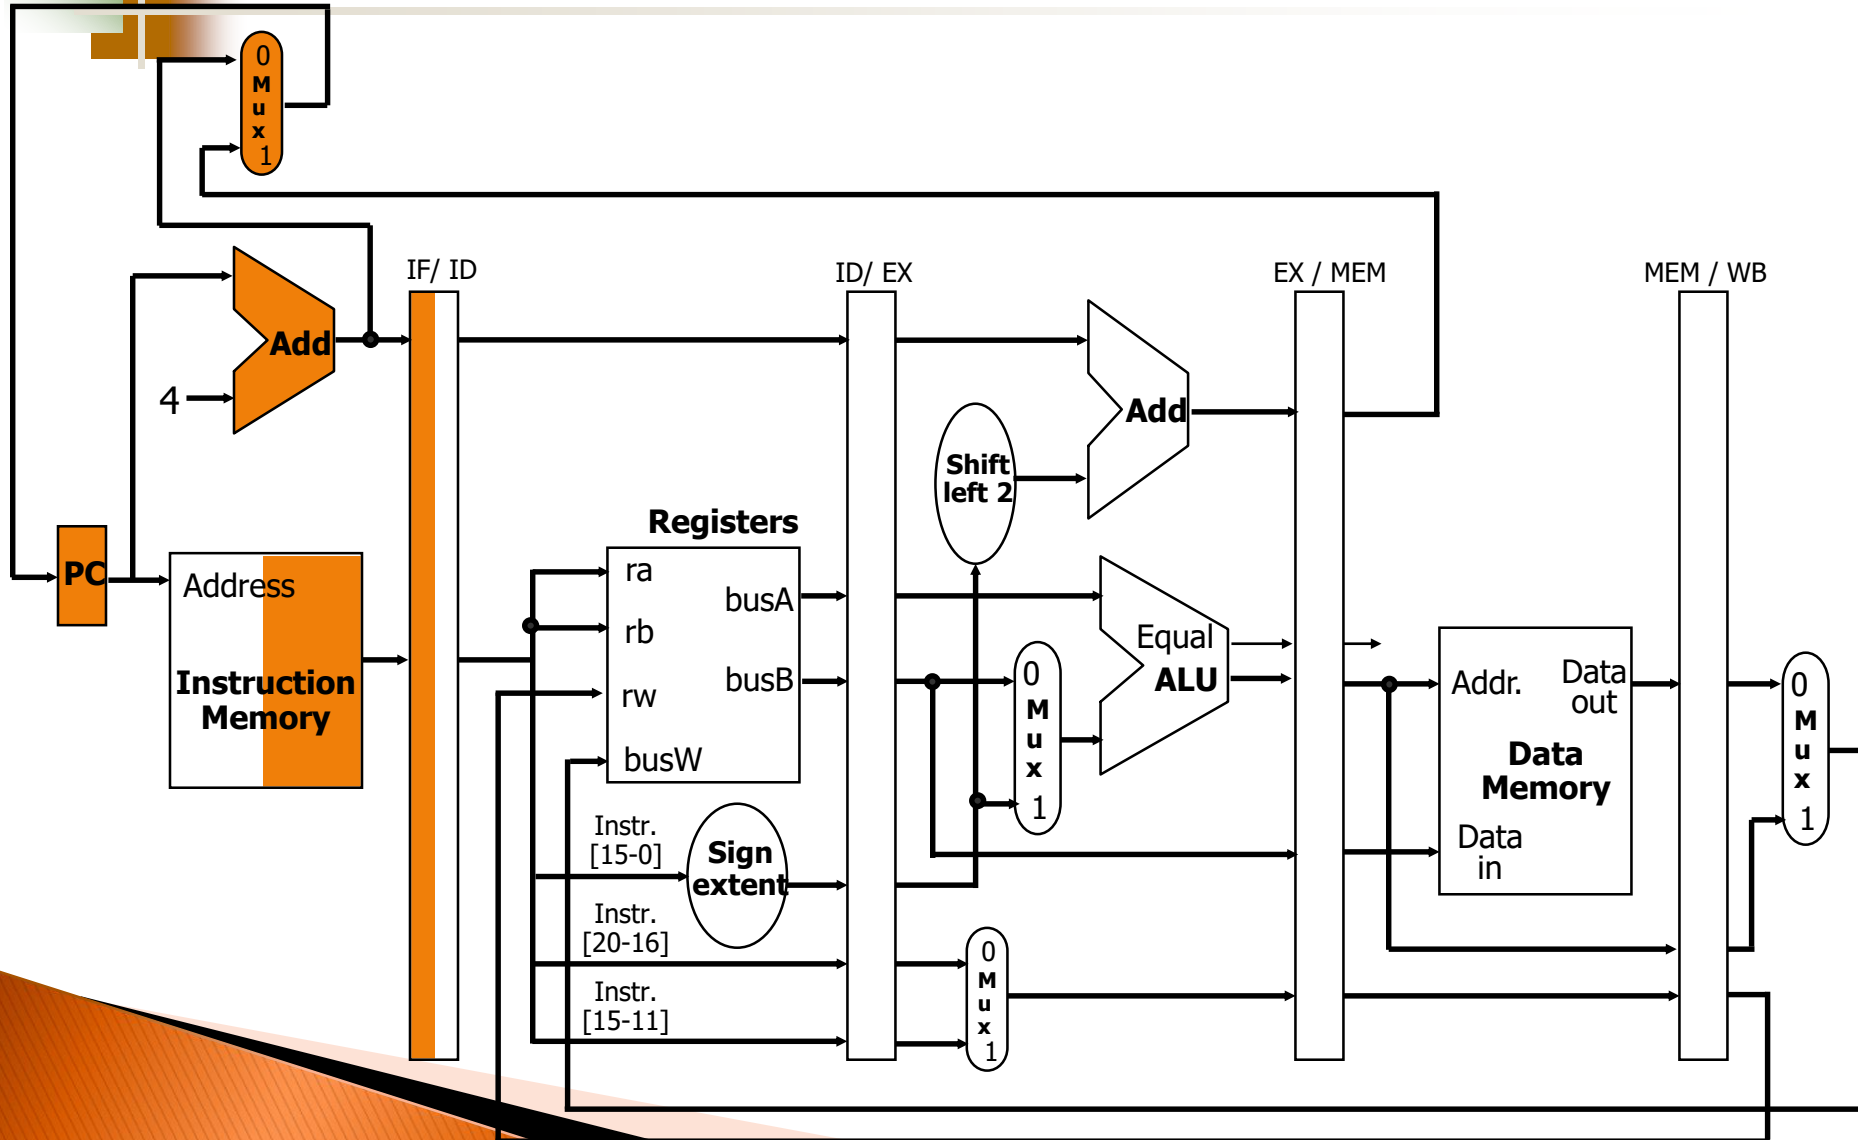 0
M
u
x
1
IF/ ID
ID/ EX
EX / MEM
MEM / WB
Add
4
Add
Shift
left 2
Registers
PC
Address
Instruction
Memory
ra
rb
rw
busW
busA
busB
Equal
ALU
0
M
u
x
1
Addr.
Data
out
Data
Memory
Data
in
0
M
u
x
1
Instr.
[15-0]
Sign
extent
Instr.
[20-16]
Instr.
[15-11]
0
M
u
x
1